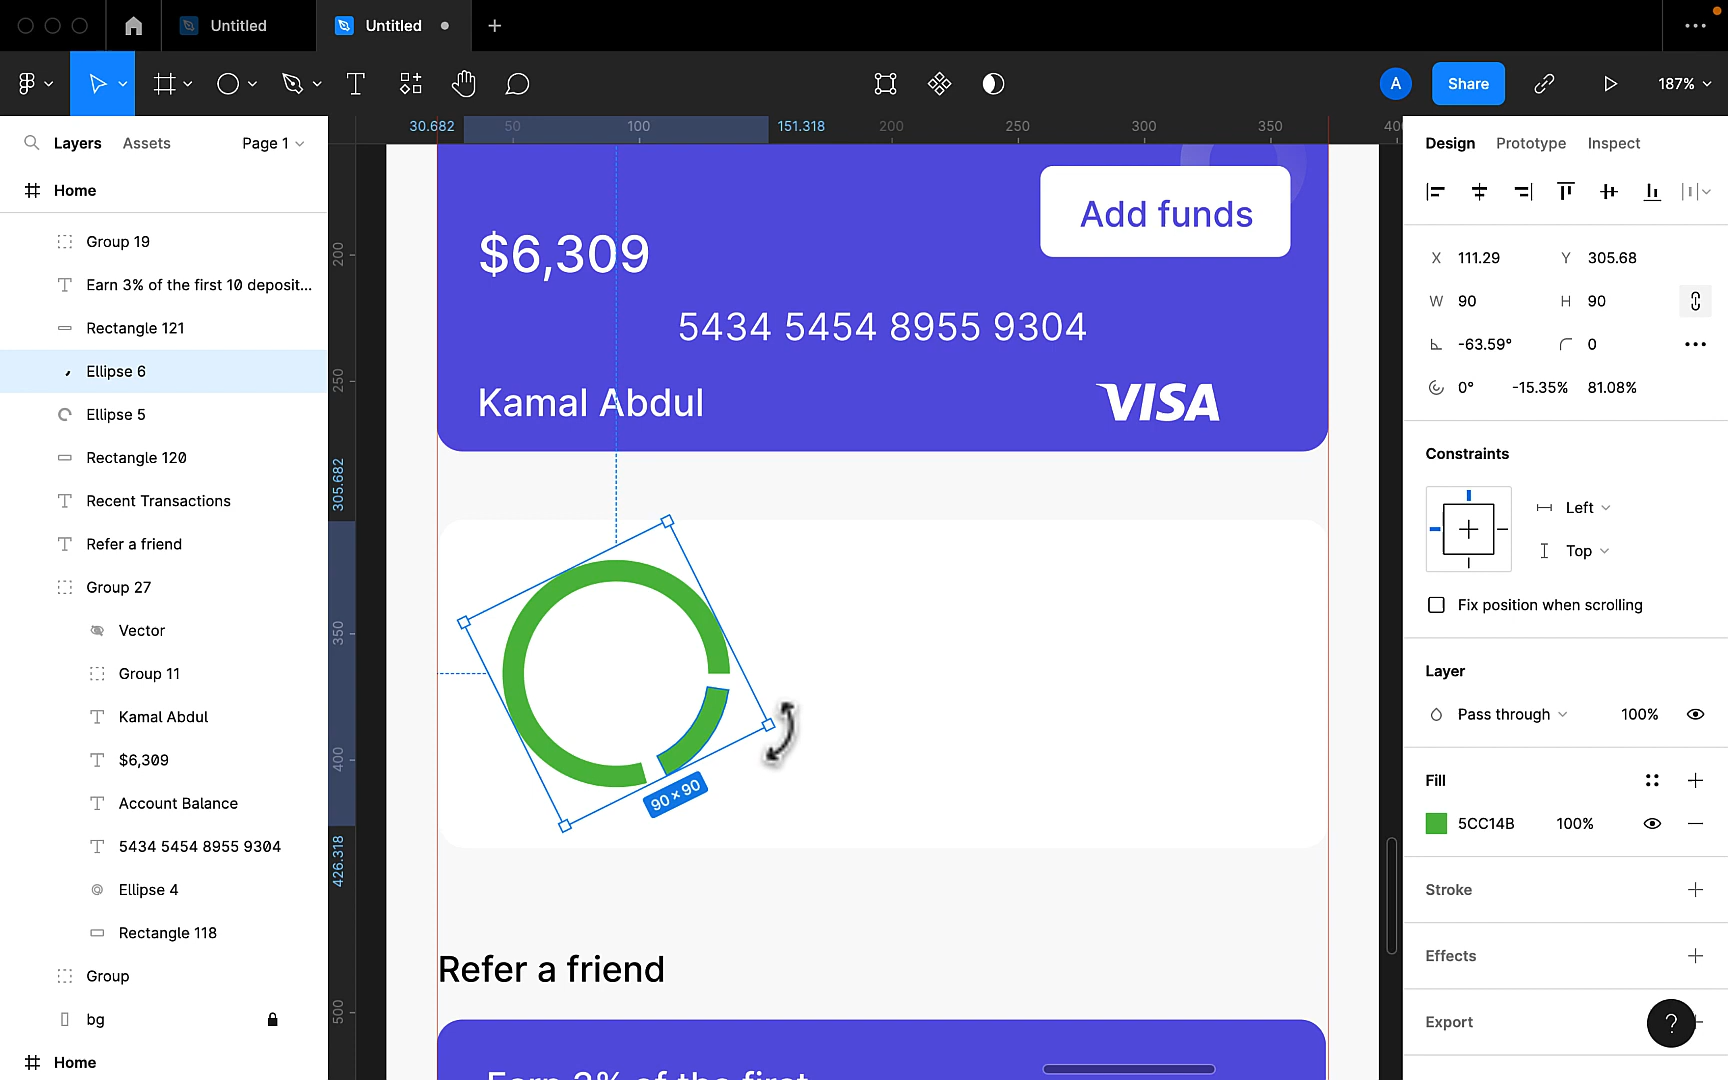 Untitled
Untitled
A
Share
187%
Layers
Assets
Page 1
Home
Group 19
Earn 3% of the first 10 deposit...
Rectangle 121
Ellipse 6
Ellipse 5
Rectangle 120
Recent Transactions
Refer a friend
Group 27
Vector
Group 11
Kamal Abdul
$6,309
Account Balance
5434 5454 8955 9304
Ellipse 4
Rectangle 118
Group
bg
Home
30.682
50
100
151.318
200
250
300
350
200
250
305.682
350
400
426.318
500
Add funds
$6,309
5434 5454 8955 9304
Kamal Abdul
VISA
90 × 90
Refer a friend
Earn 3% of the first
Design
Prototype
Inspect
X 111.29
Y 305.68
W 90
H 90
-63.59°
0
0°
-15.35%
81.08%
Constraints
Left
Top
Fix position when scrolling
Layer
Pass through
100%
Fill
5CC14B
100%
Stroke
Effects
Export
?